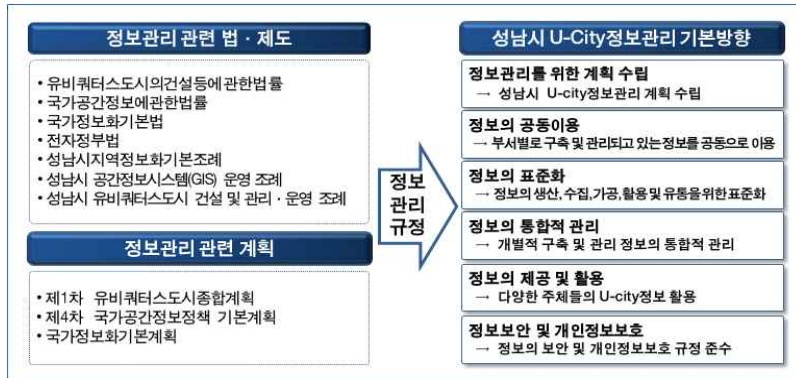 정보관리 관련 법 · 제도
• 유비쿼터스도시의건설등에관한법률
• 국가공간정보에관한법률
• 국가정보화기본법
• 전자정부법
• 성남시지역정보화기본조례
• 성남시 공간정보시스템(GIS) 운영 조례
• 성남시 유비쿼터스도시 건설 및 관리 · 운영 조례
정보관리 관련 계획
• 제1차 유비쿼터스도시종합계획
• 제4차 국가공간정보정책 기본계획
• 국가정보화기본계획
정보
관리
규정
성남시 U-City정보관리 기본방향
정보관리를 위한 계획 수립
→ 성남시 U-city정보관리 계획 수립
정보의 공동이용
→ 부서별로 구축 및 관리되고 있는 정보를 공동으로 이용
정보의 표준화
→ 정보의 생산, 수집, 가공, 활용 및 유통을 위한 표준화
정보의 통합적 관리
→ 개별적 구축 및 관리 정보의 통합적 관리
정보의 제공 및 활용
→ 다양한 주체들의 U-city정보 활용
정보보안 및 개인정보보호
→ 정보의 보안 및 개인정보보호 규정 준수